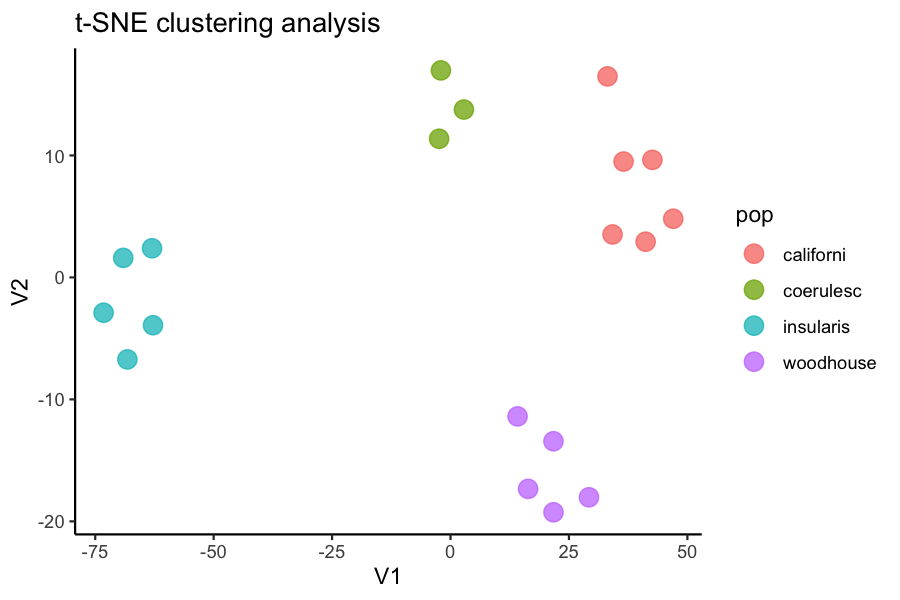 t-SNE clustering analysis
V2
10
0
-10
-20
-75 -50 -25 0 25 50
V1
pop
californi
coerulesc
insularis
woodhouse